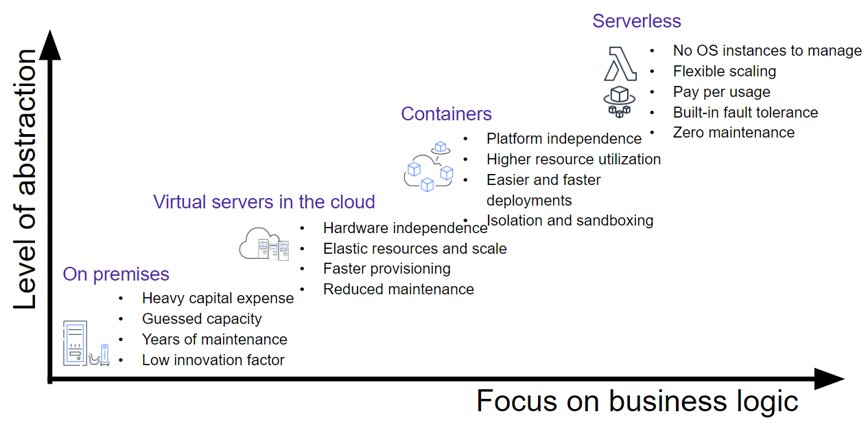 Serverless
• No OS instances to manage
• Flexible scaling
• Pay per usage
• Built-in fault tolerance
• Zero maintenance
Containers
• Platform independence
• Higher resource utilization
• Easier and faster
deployments
• Isolation and sandboxing
Virtual servers in the cloud
• Hardware independence
• Elastic resources and scale
• Faster provisioning
• Reduced maintenance
On premises
• Heavy capital expense
• Guessed capacity
• Years of maintenance
• Low innovation factor
Level of abstraction
Focus on business logic